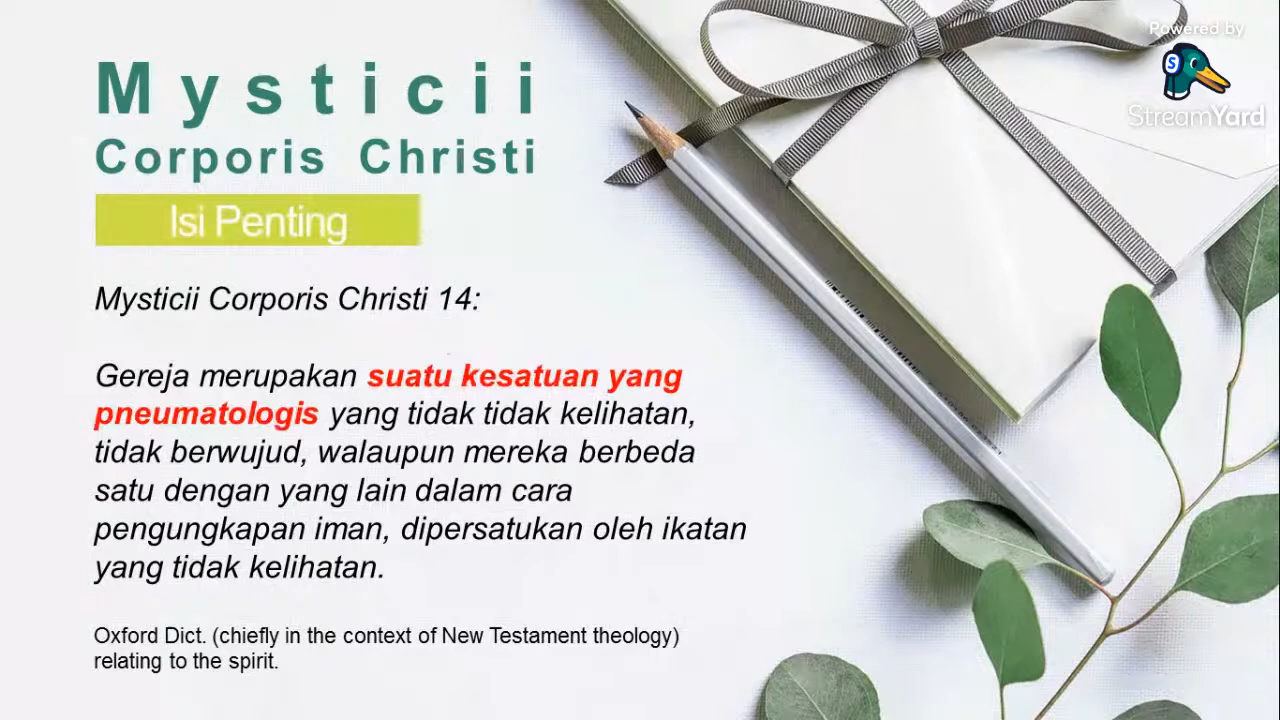 Powered by
S
StreamYard
Mysticii
Corporis Christi
Isi Penting
Mysticii Corporis Christi 14:
Gereja merupakan suatu kesatuan yang
pneumatologis yang tidak tidak kelihatan,
tidak berwujud, walaupun mereka berbeda
satu dengan yang lain dalam cara
pengungkapan iman, dipersatukan oleh ikatan
yang tidak kelihatan.
Oxford Dict. (chiefly in the context of New Testament theology)
relating to the spirit.